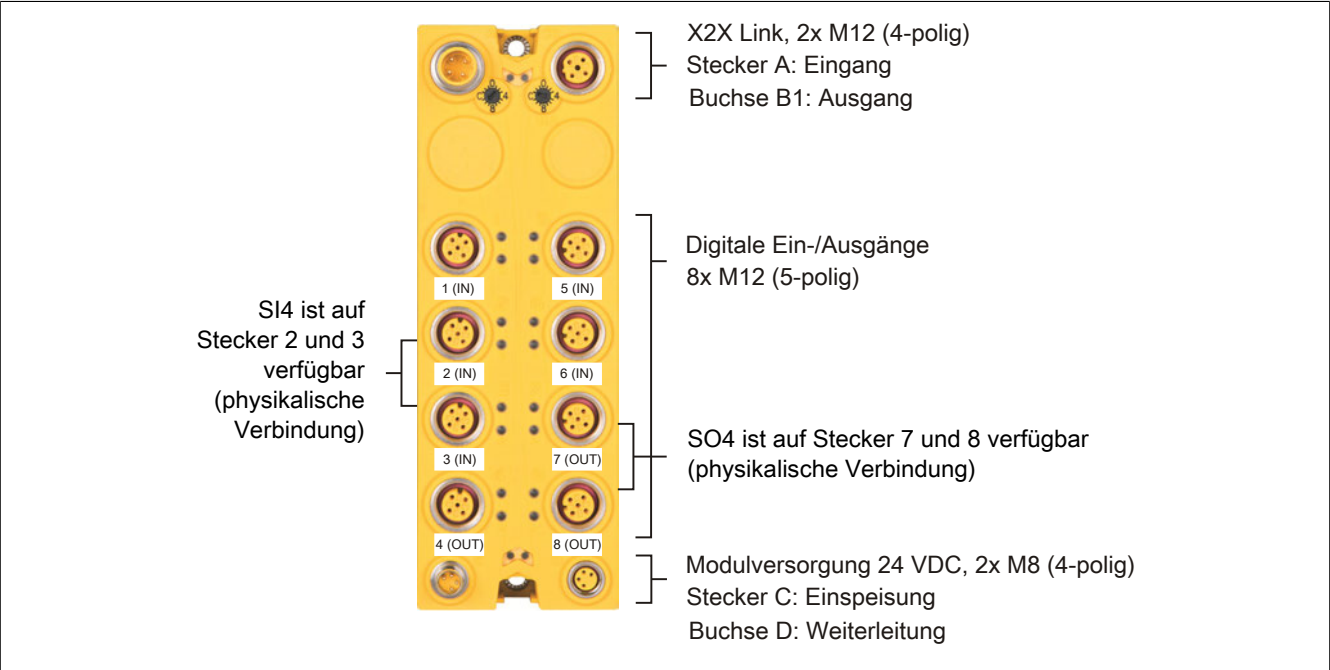 X2X Link, 2x M12 (4-polig)
Stecker A: Eingang
Buchse B1: Ausgang
Digitale Ein-/Ausgänge
8x M12 (5-polig)
1 (IN)
5 (IN)
SI4 ist auf
Stecker 2 und 3
verfügbar
(physikalische
Verbindung)
2 (IN)
6 (IN)
3 (IN)
7 (OUT)
SO4 ist auf Stecker 7 und 8 verfügbar
(physikalische Verbindung)
4 (OUT)
8 (OUT)
Modulversorgung 24 VDC, 2x M8 (4-polig)
Stecker C: Einspeisung
Buchse D: Weiterleitung